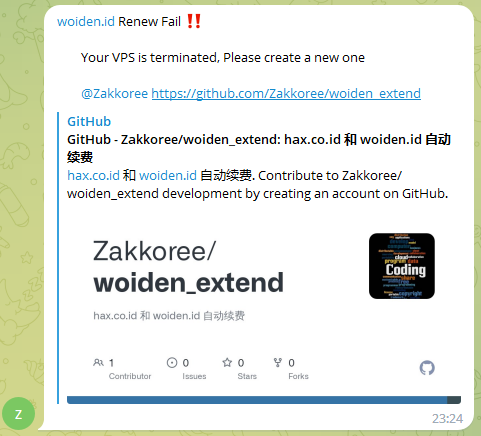 woiden.id Renew Fail ‼️
Your VPS is terminated, Please create a new one
@Zakkoree https://github.com/Zakkoree/woiden_extend
GitHub
GitHub - Zakkoree/woiden_extend: hax.co.id 和 woiden.id 自动
续费
hax.co.id 和 woiden.id 自动续费. Contribute to Zakkoree/
woiden_extend development by creating an account on GitHub.
Zakkoree/
woiden_extend
hax.co.id 和 woiden.id 自动续费
cloud
program data
Coding
copyright
1
Contributor
0
Issues
0
Stars
0
Forks
Z
23:24